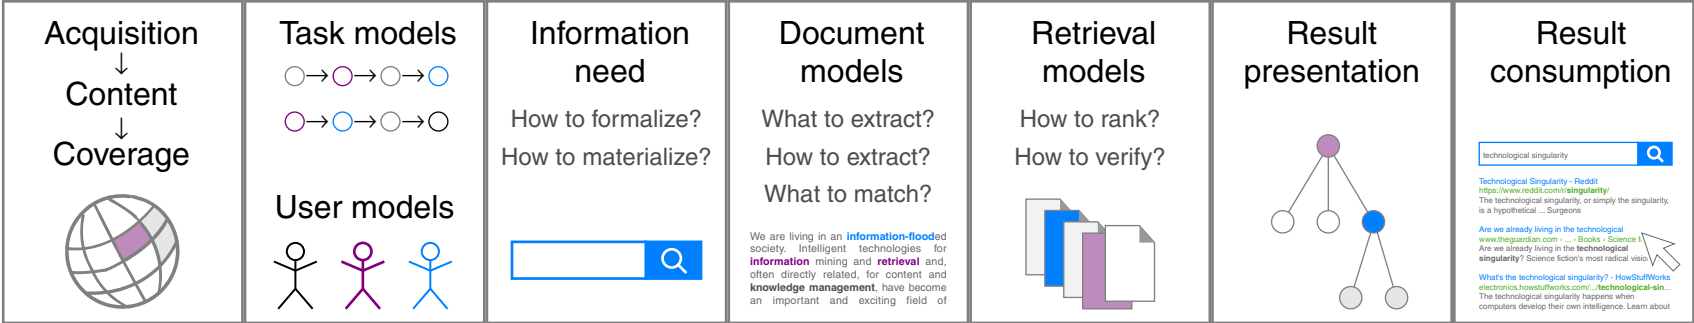 Acquisition
Content
Coverage
Task models
User models
Information
need
How to formalize?
How to materialize?
Document
models
What to extract?
How to extract?
What to match?
We are living in an information-flooded
society. Intelligent technologies for
information mining and retrieval and,
often directly related, for content and
knowledge management, have become
an important and exciting field of
Retrieval
models
How to rank?
How to verify?
Result
presentation
Result
consumption
technological singularity
Technological Singularity - Reddit
https://www.reddit.com/r/singularity/
The technological singularity, or simply the singularity,
is a hypothetical ... Surgeons
Are we already living in the technological
www.theguardian.com › ... › Books › Science f
Are we already living in the technological
singularity? Science fiction's most radical visio
What's the technological singularity? - HowStuffWorks
electronics.howstuffworks.com/.../technological-sin...
The technological singularity happens when
computers develop their own intelligence. Learn about